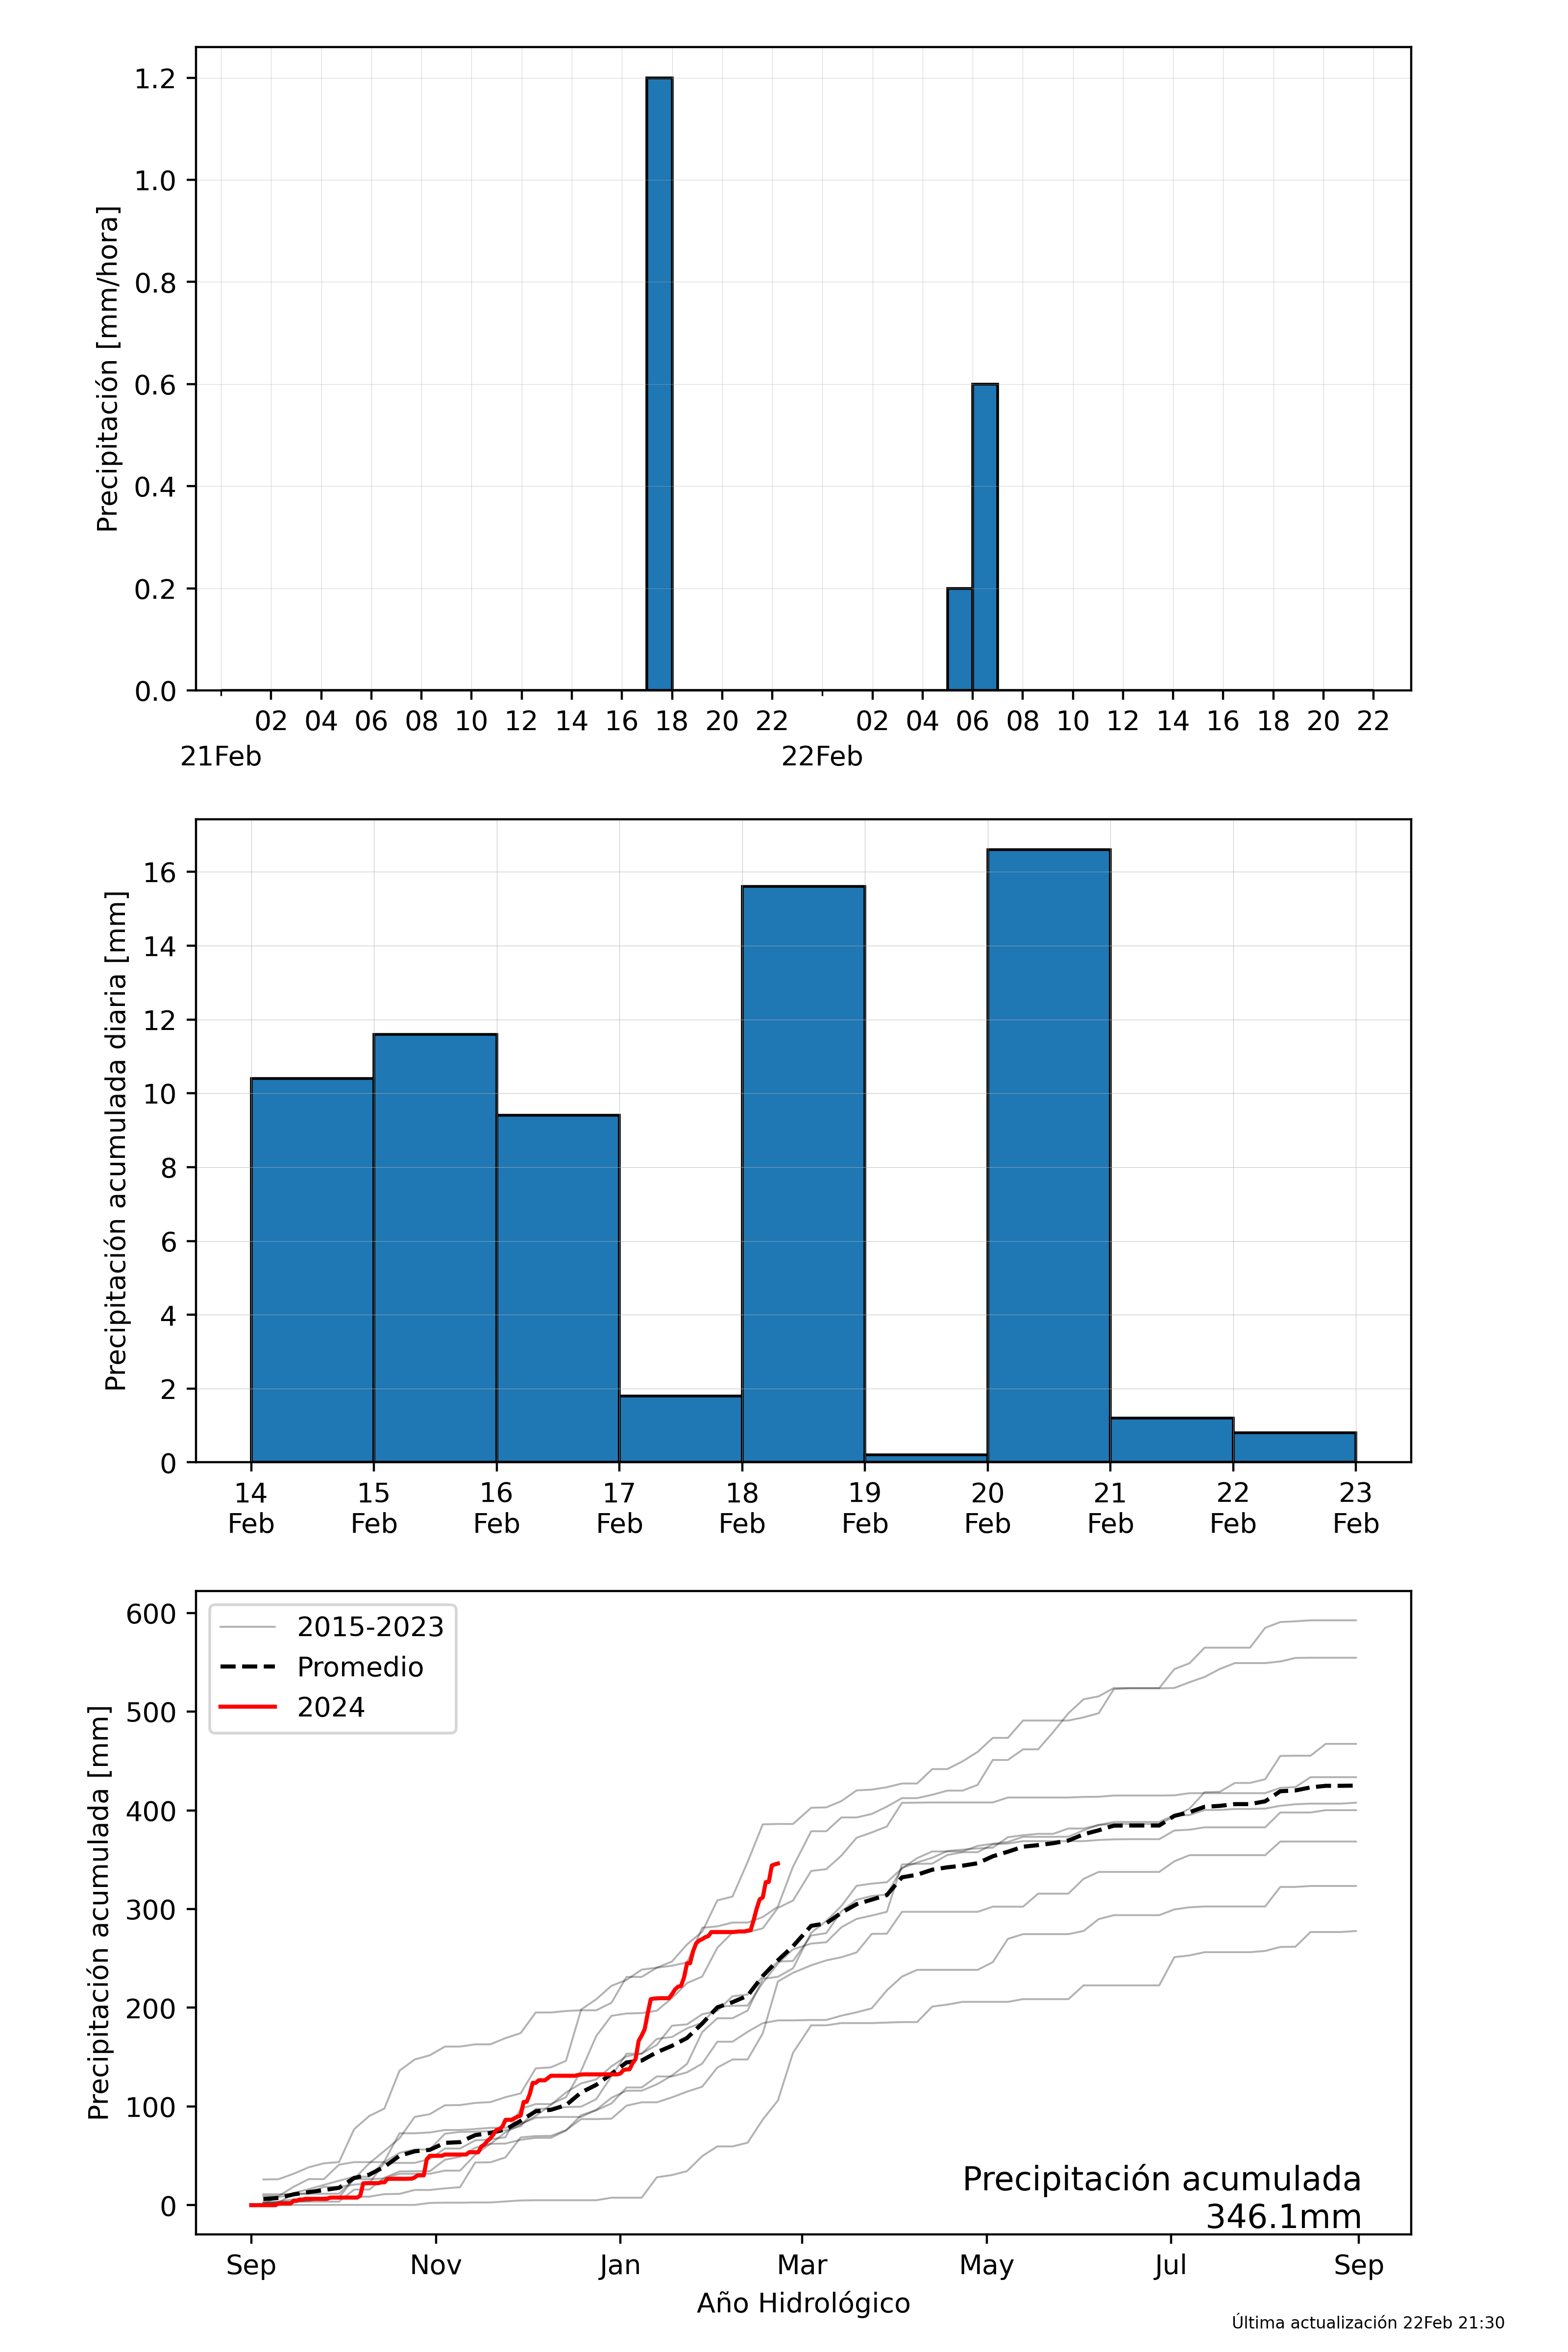 1.2
1.0
0.8
0.6
0.4
0.2
0.0
Precipitación [mm/hora]
02 04 06 08 10 12 14 16 18 20 22 02 04 06 08 10 12 14 16 18 20 22
21Feb 22Feb
16
14
12
10
8
6
4
2
0
Precipitación acumulada diaria [mm]
14 15 16 17 18 19 20 21 22 23
Feb Feb Feb Feb Feb Feb Feb Feb Feb Feb
600
500
400
300
200
100
0
Precipitación acumulada [mm]
2015-2023
Promedio
2024
Precipitación acumulada
346.1mm
Sep Nov Jan Mar May Jul Sep
Año Hidrológico
Última actualización 22Feb 21:30